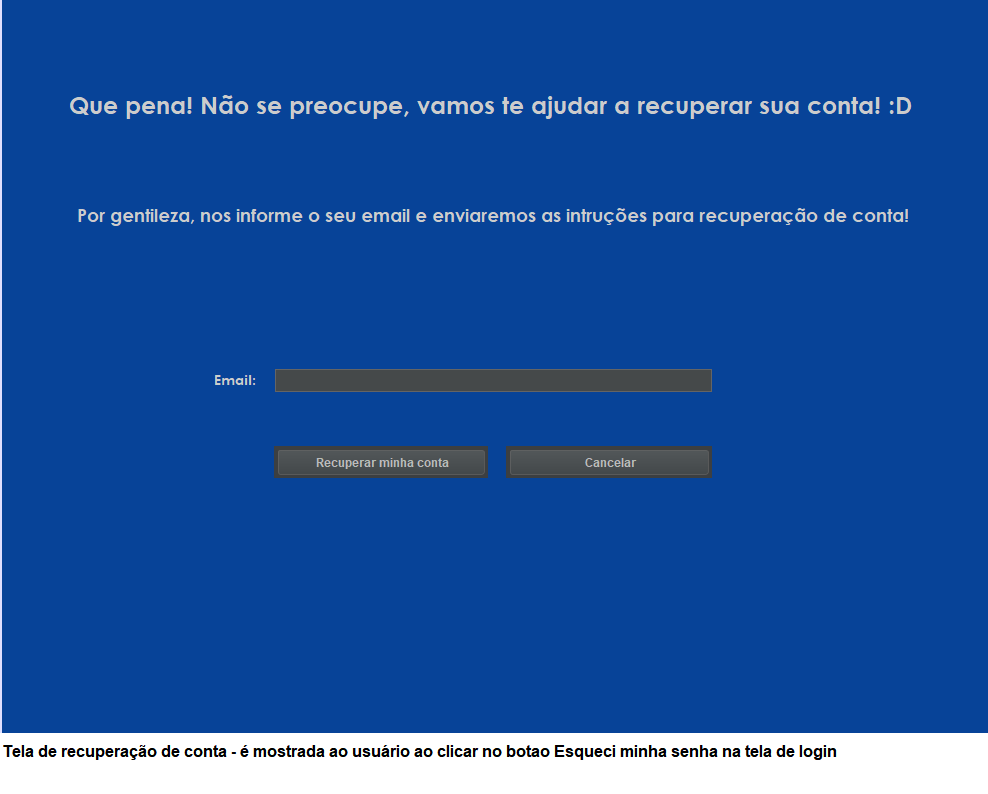 Que pena! Não se preocupe, vamos te ajudar a recuperar sua conta! :D
Por gentileza, nos informe o seu email e enviaremos as intruções para recuperação de conta!
Email:
Recuperar minha conta
Cancelar
Tela de recuperação de conta - é mostrada ao usuário ao clicar no botao Esqueci minha senha na tela de login